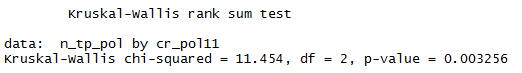 Kruskal-Wallis rank sum test
data:  n_tp_pol by cr_pol11
Kruskal-Wallis chi-squared = 11.454, df = 2, p-value = 0.003256